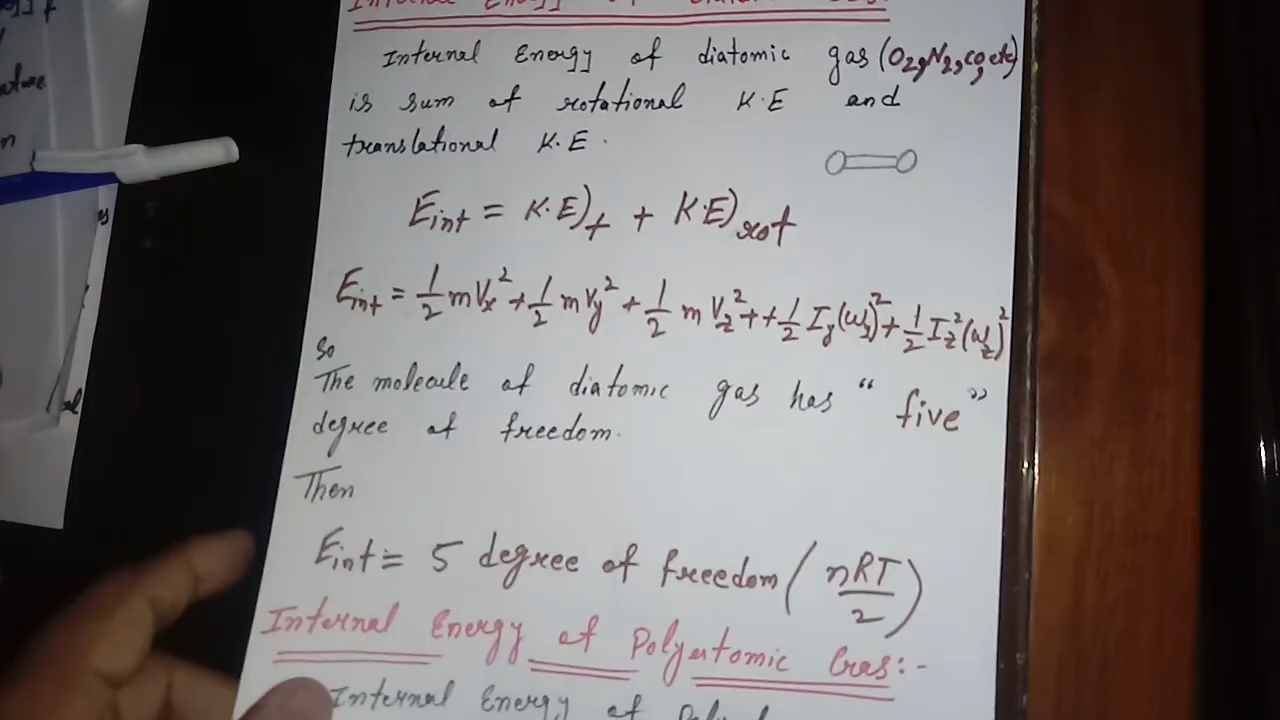 Internal Energy of diatomic gas (O2, N2, CO, etc)
is sum of rotational K.E and
translational K.E.
Eint = K.E)t + K.E)rot
Eint = 1/2 mVx² + 1/2 mVy² + 1/2 mVz² + + 1/2 Iy(ωy)² + 1/2 Iz²(ωz)²
So
The molecule of diatomic gas has "five"
degree of freedom.
Then
Eint = 5 degree of freedom (nRT/2)
Internal Energy of Polyatomic Gas:-
Internal Energy of